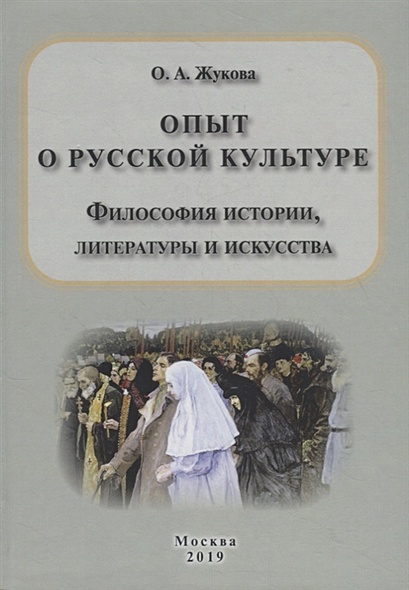 О. А. Жукова
ОПЫТ
О РУССКОЙ КУЛЬТУРЕ
ФИЛОСОФИЯ ИСТОРИИ,
ЛИТЕРАТУРЫ И ИСКУССТВА
Москва
2019